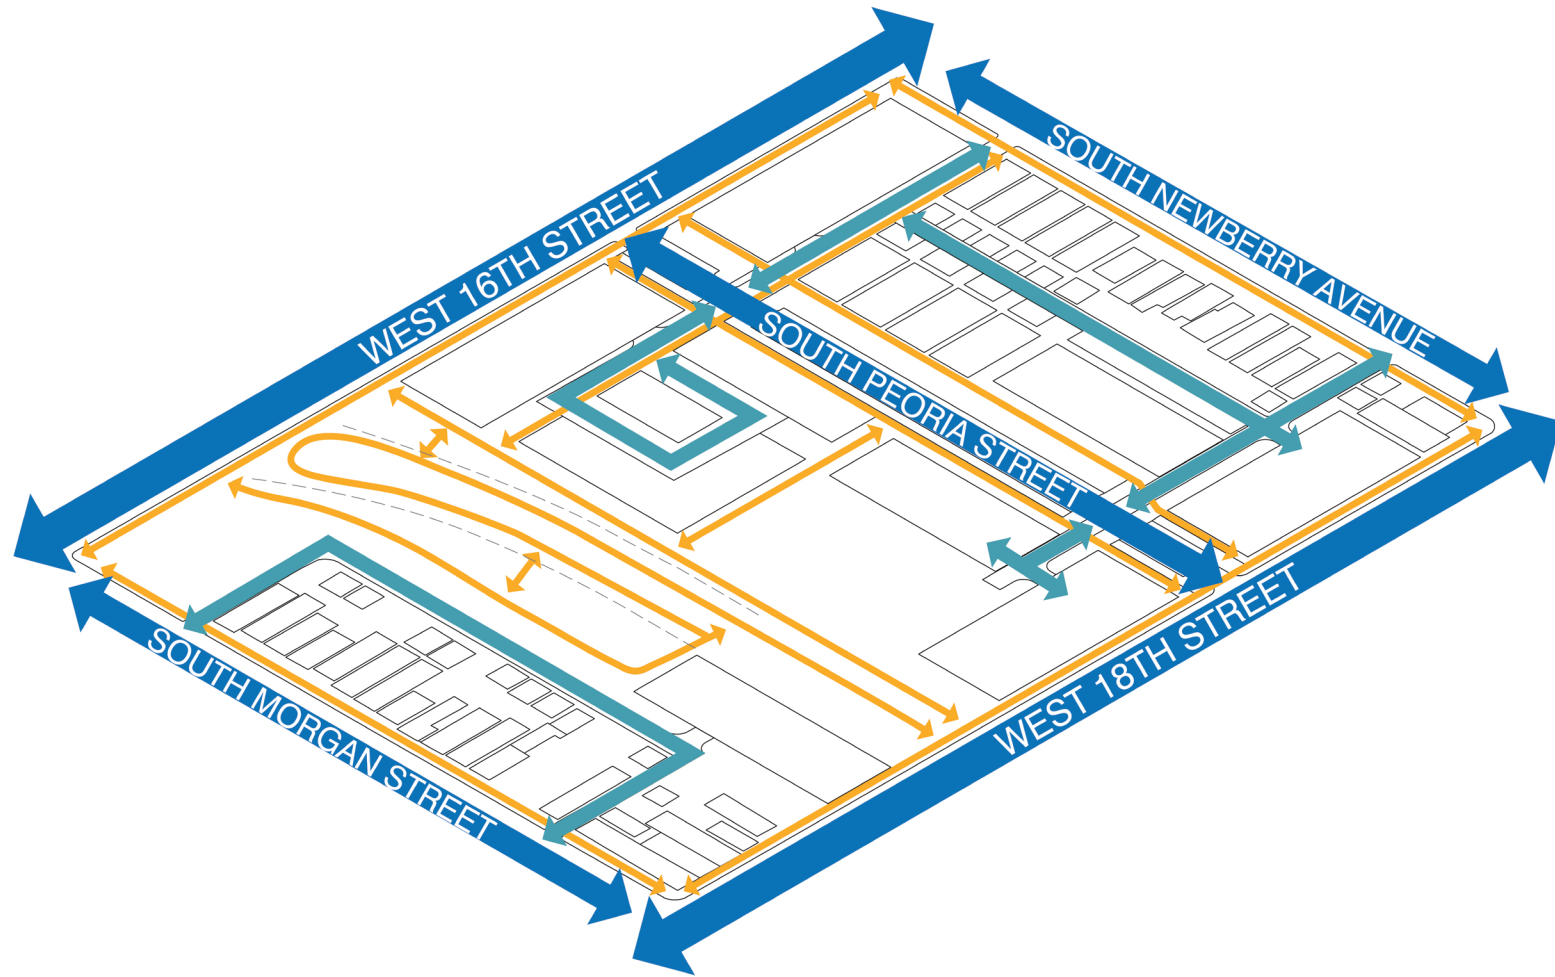 WEST 16TH STREET
SOUTH NEWBERRY AVENUE
SOUTH PEORIA STREET
WEST 18TH STREET
SOUTH MORGAN STREET